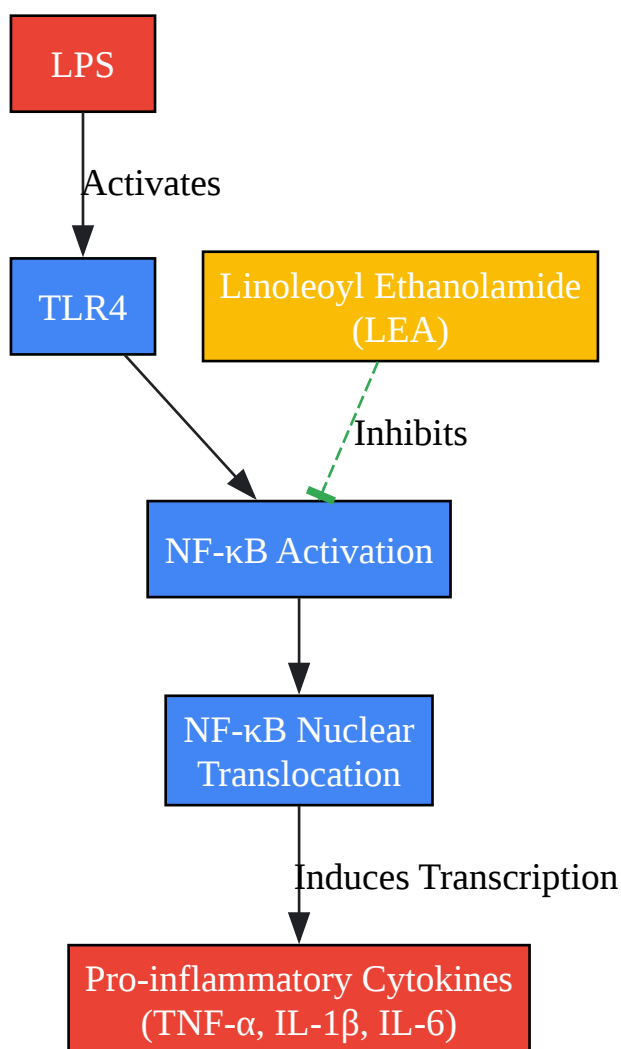 LPS
Activates
TLR4
Linoleoyl Ethanolamide
(LEA)
Inhibits
NF-κB Activation
NF-κB Nuclear
Translocation
Induces Transcription
Pro-inflammatory Cytokines
(TNF-α, IL-1β, IL-6)